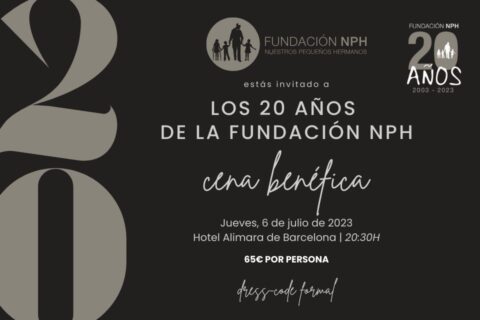 20
FUNDACIÓN NPH
NUESTROS PEQUEÑOS HERMANOS
FUNDACIÓN NPH
20
AÑOS
2003 - 2023
estás invitado a
LOS 20 AÑOS
DE LA FUNDACIÓN NPH
cena benéfica
Jueves, 6 de julio de 2023
Hotel Alimara de Barcelona | 20:30H
65€ POR PERSONA
dress-code formal